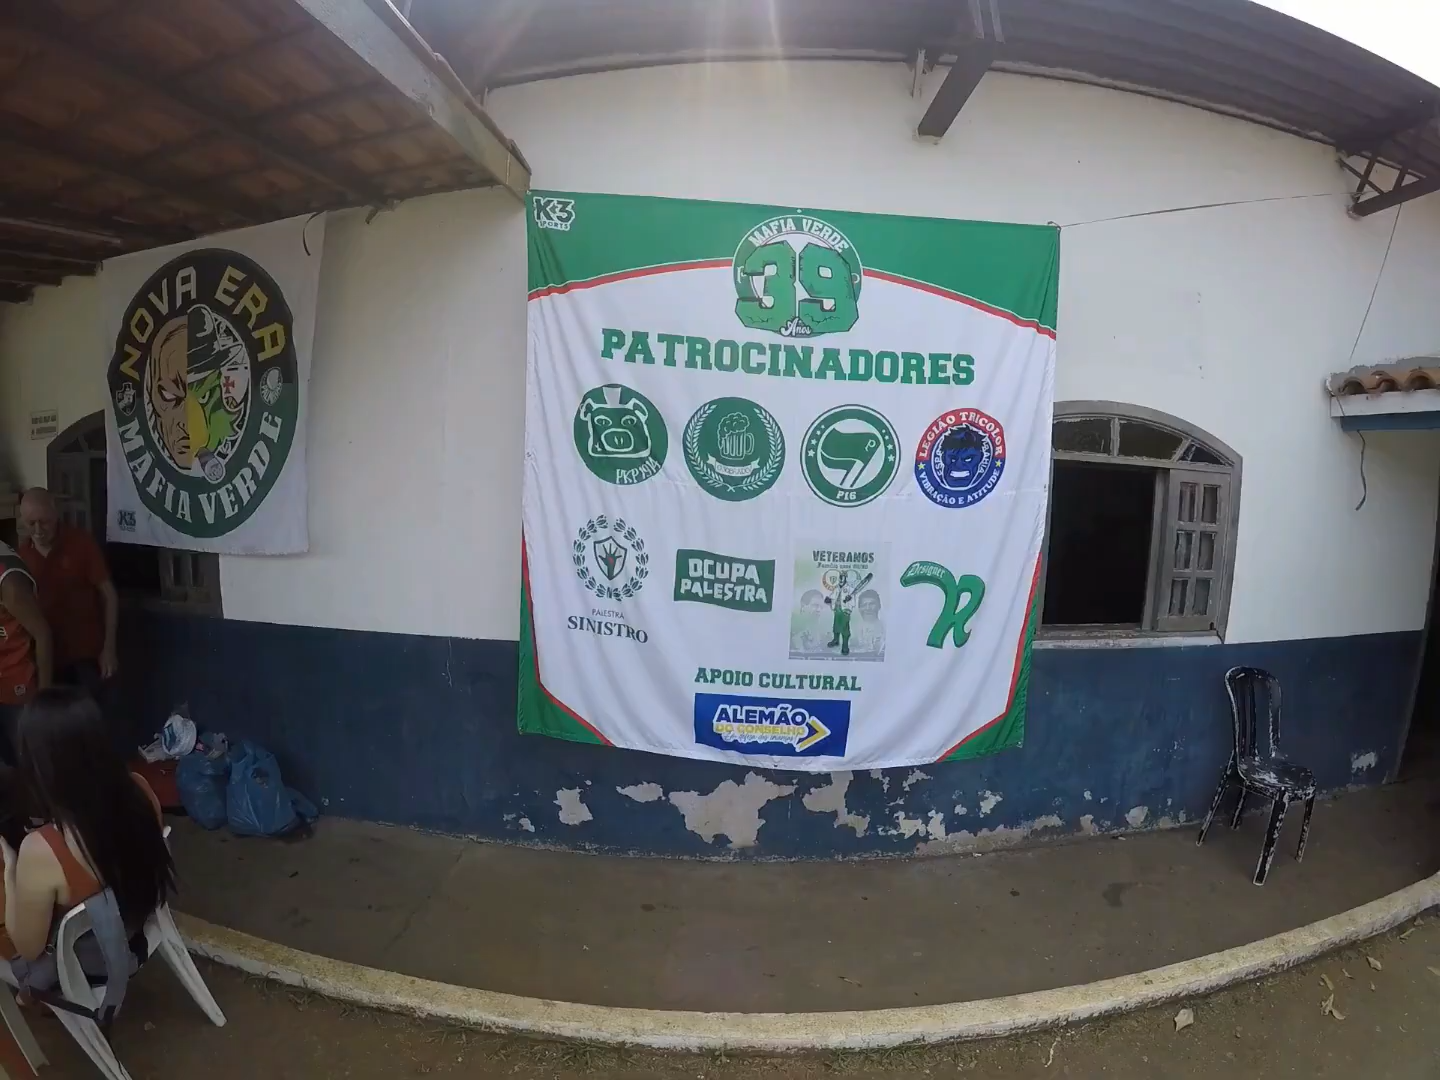 NOVA ERA
MAFIA VERDE
K3
K3
SPORTS
MAFIA VERDE
39
Anos
PATROCINADORES
P16
LEGIÃO TRICOLOR
VIBRAÇÃO E ATITUDE
PALESTRA
SINISTRO
OCUPA
PALESTRA
VETERANOS
Designer
R
APOIO CULTURAL
ALEMÃO
DO CONSELHO